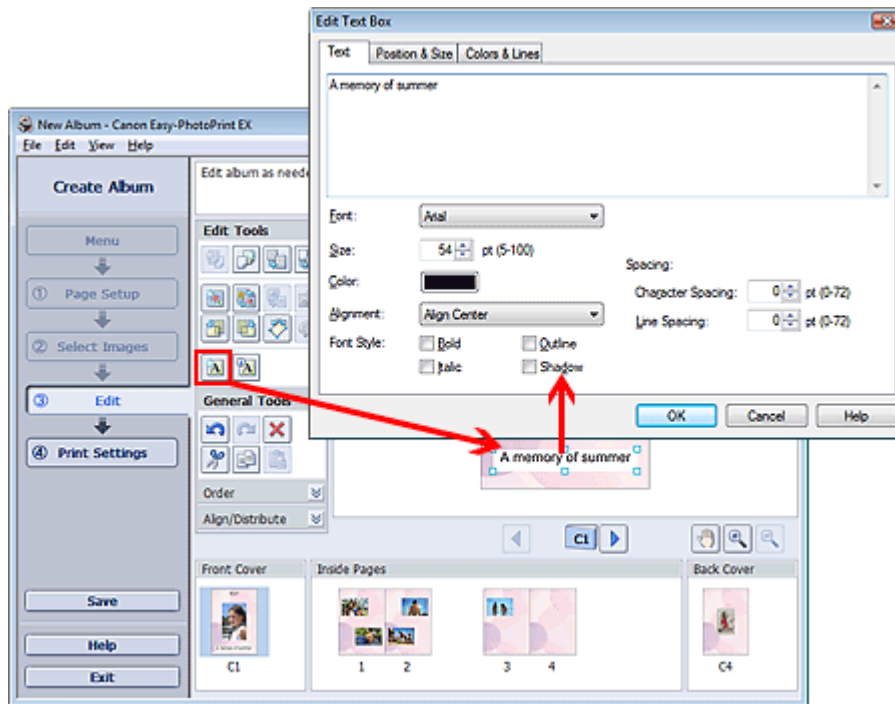 Edit Text Box
Text Position & Size Colors & Lines
A memory of summer
Font: Arial
Size: 54 pt (5-100)
Color:
Alignment: Align Center
Font Style: Bold Outline
Italic Shadow
Spacing:
Character Spacing: 0 pt (0-72)
Line Spacing: 0 pt (0-72)
OK Cancel Help
New Album - Canon Easy-PhotoPrint EX
File Edit View Help
Create Album
Menu
① Page Setup
② Select Images
③ Edit
④ Print Settings
Save
Help
Exit
Edit album as neede
Edit Tools
General Tools
Order
Align/Distribute
A memory of summer
C1
Front Cover Inside Pages Back Cover
C1 1 2 3 4 C4